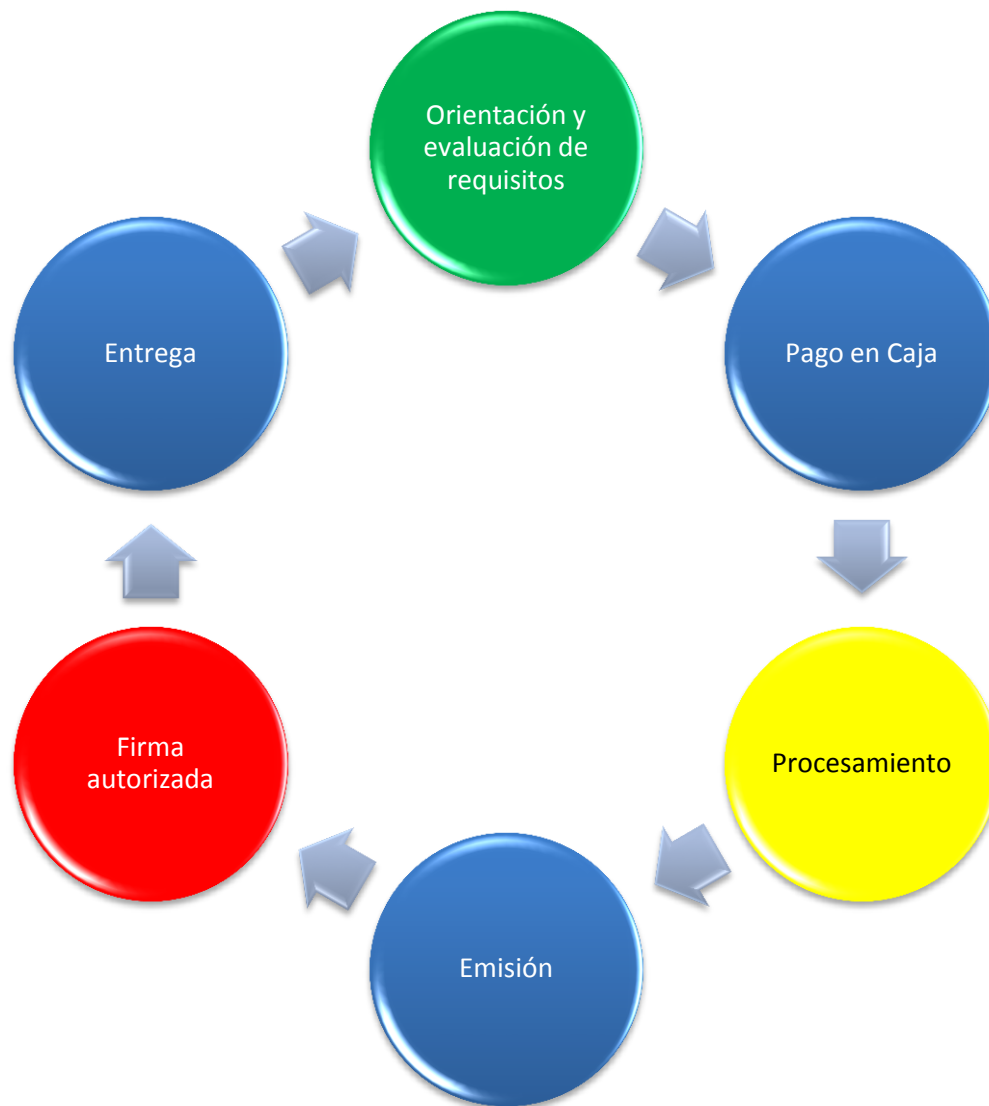 Orientación y
evaluación de
requisitos
Pago en Caja
Procesamiento
Emisión
Firma
autorizada
Entrega